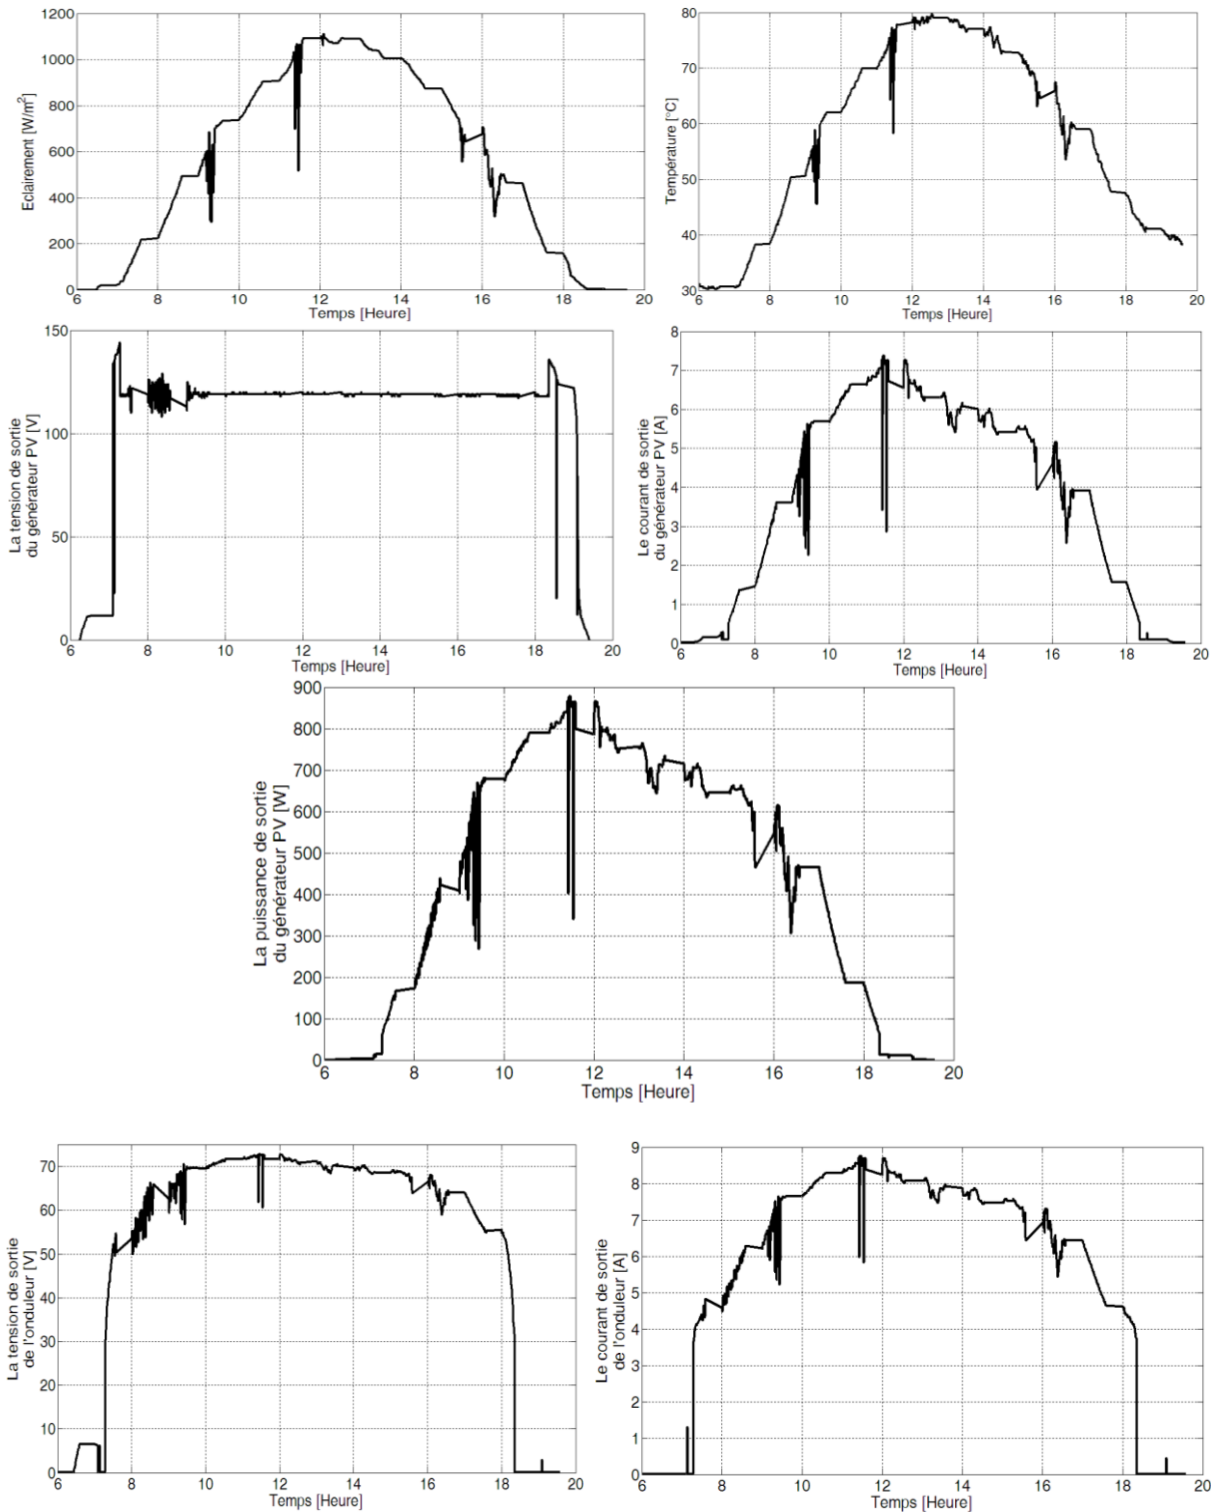 1200
1000
800
600
400
200
0
Eclairement [W/m²]
6 8 10 12 14 16 18 20
Temps [Heure]
80
70
60
50
40
30
Température [°C]
6 8 10 12 14 16 18 20
Temps [Heure]
150
100
50
0
La tension de sortie
du générateur PV [V]
6 8 10 12 14 16 18 20
Temps [Heure]
8
7
6
5
4
3
2
1
0
Le courant de sortie
du générateur PV [A]
6 8 10 12 14 16 18 20
Temps [Heure]
900
800
700
600
500
400
300
200
100
0
La puissance de sortie
du générateur PV [W]
6 8 10 12 14 16 18 20
Temps [Heure]
70
60
50
40
30
20
10
0
La tension de sortie
de l'onduleur [V]
6 8 10 12 14 16 18 20
Temps [Heure]
9
8
7
6
5
4
3
2
1
0
Le courant de sortie
de l'onduleur [A]
6 8 10 12 14 16 18 20
Temps [Heure]